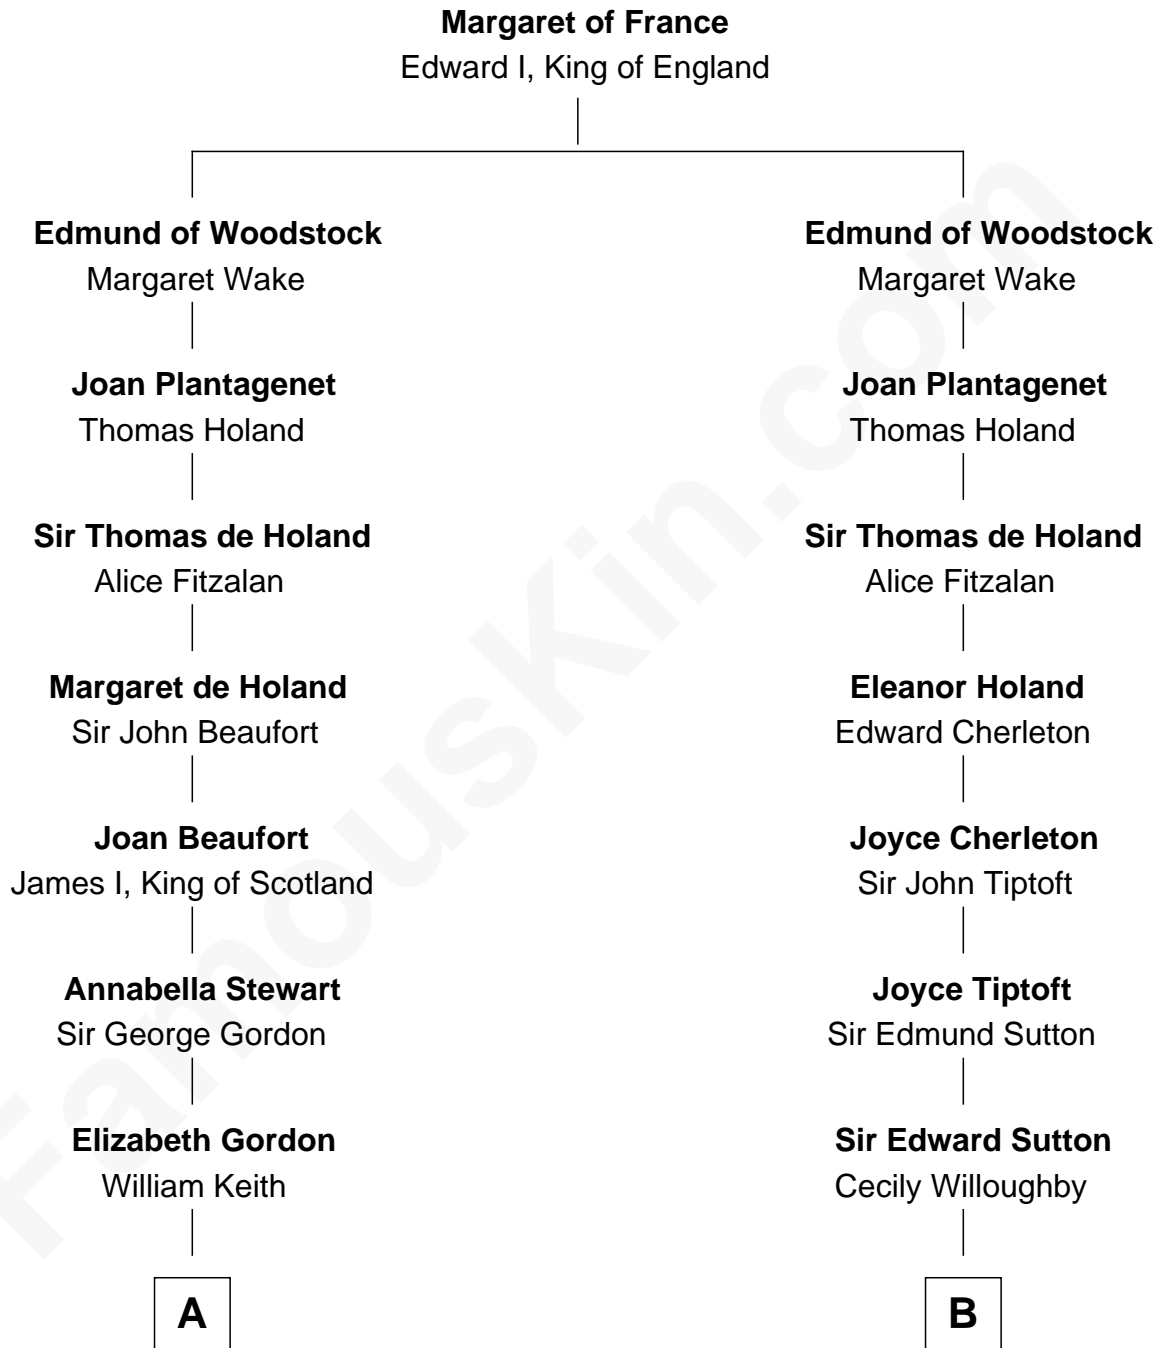 Margaret of France
Edward I, King of England
Edmund of Woodstock
Margaret Wake
Edmund of Woodstock
Margaret Wake
Joan Plantagenet
Thomas Holand
Joan Plantagenet
Thomas Holand
Sir Thomas de Holand
Alice Fitzalan
Sir Thomas de Holand
Alice Fitzalan
Margaret de Holand
Sir John Beaufort
Eleanor Holand
Edward Cherleton
Joan Beaufort
James I, King of Scotland
Joyce Cherleton
Sir John Tiptoft
Annabella Stewart
Sir George Gordon
Joyce Tiptoft
Sir Edmund Sutton
Elizabeth Gordon
William Keith
Sir Edward Sutton
Cecily Willoughby
A
B
FamousKin.com